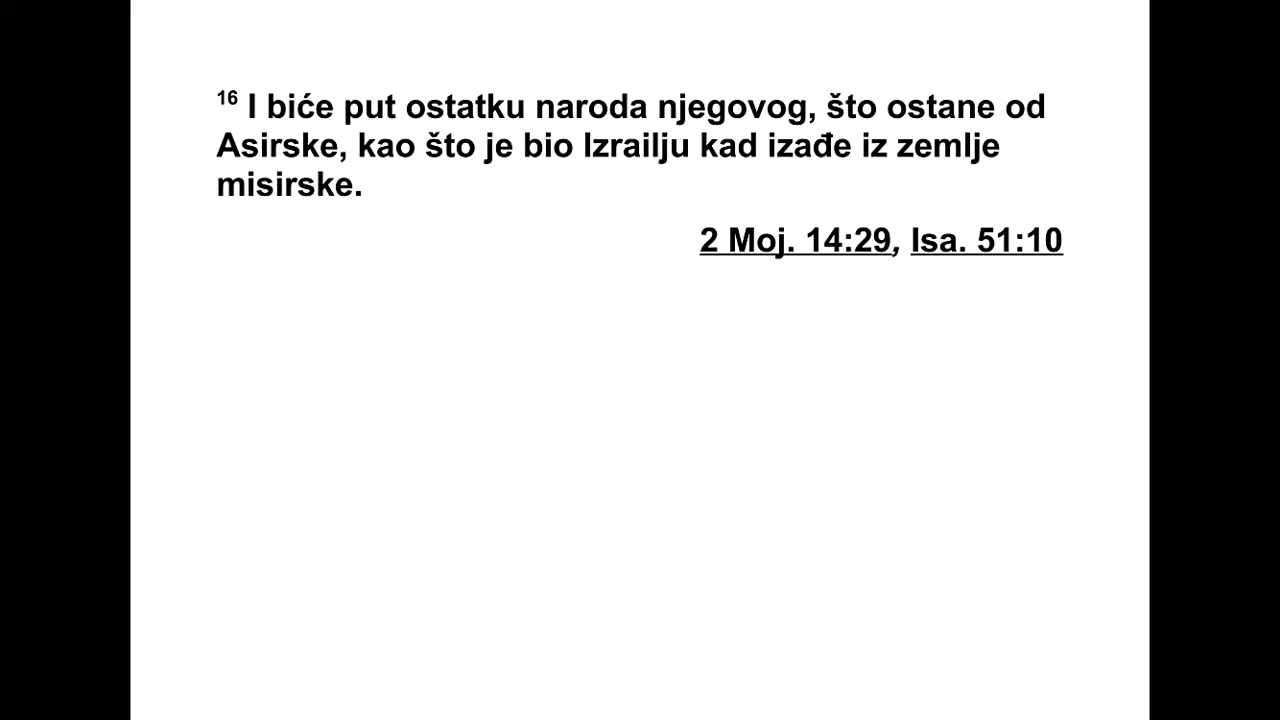 16 I biće put ostatku naroda njegovog, što ostane od
Asirske, kao što je bio Izrailju kad izađe iz zemlje
misirske.
2 Moj. 14:29, Isa. 51:10